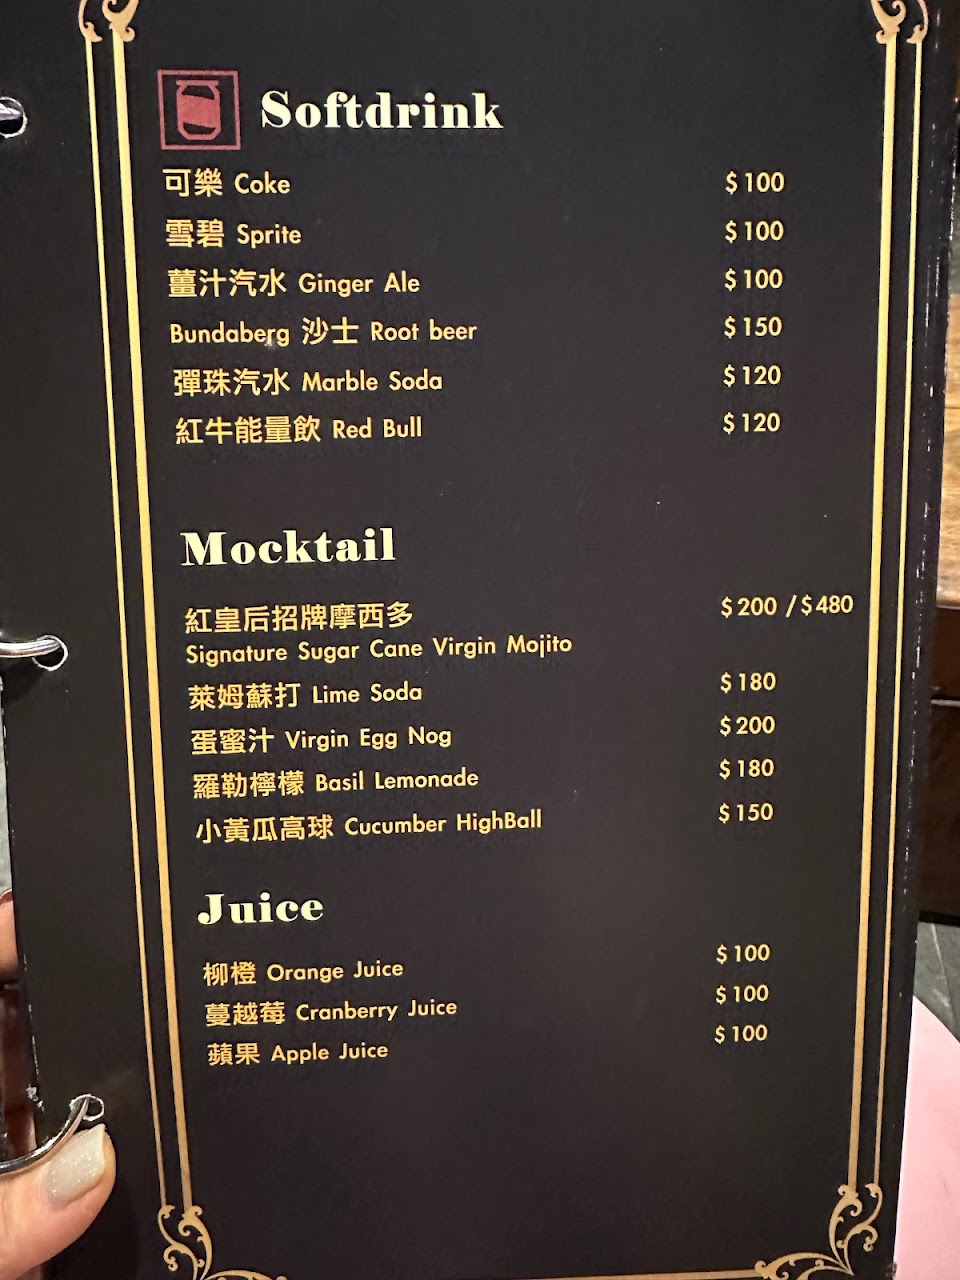 Softdrink
可樂 Coke $100
雪碧 Sprite $100
薑汁汽水 Ginger Ale $100
Bundaberg 沙士 Root beer $150
彈珠汽水 Marble Soda $120
紅牛能量飲 Red Bull $120
Mocktail
紅皇后招牌摩西多 $200 /$480
Signature Sugar Cane Virgin Mojito
萊姆蘇打 Lime Soda $180
蛋蜜汁 Virgin Egg Nog $200
羅勒檸檬 Basil Lemonade $180
小黃瓜高球 Cucumber HighBall $150
Juice
柳橙 Orange Juice $100
蔓越莓 Cranberry Juice $100
蘋果 Apple Juice $100